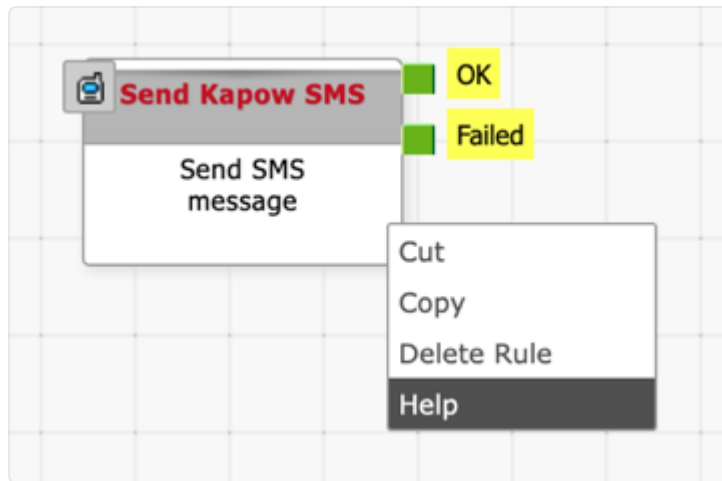 Send Kapow SMS
OK
Failed
Send SMS
message
Cut
Copy
Delete Rule
Help